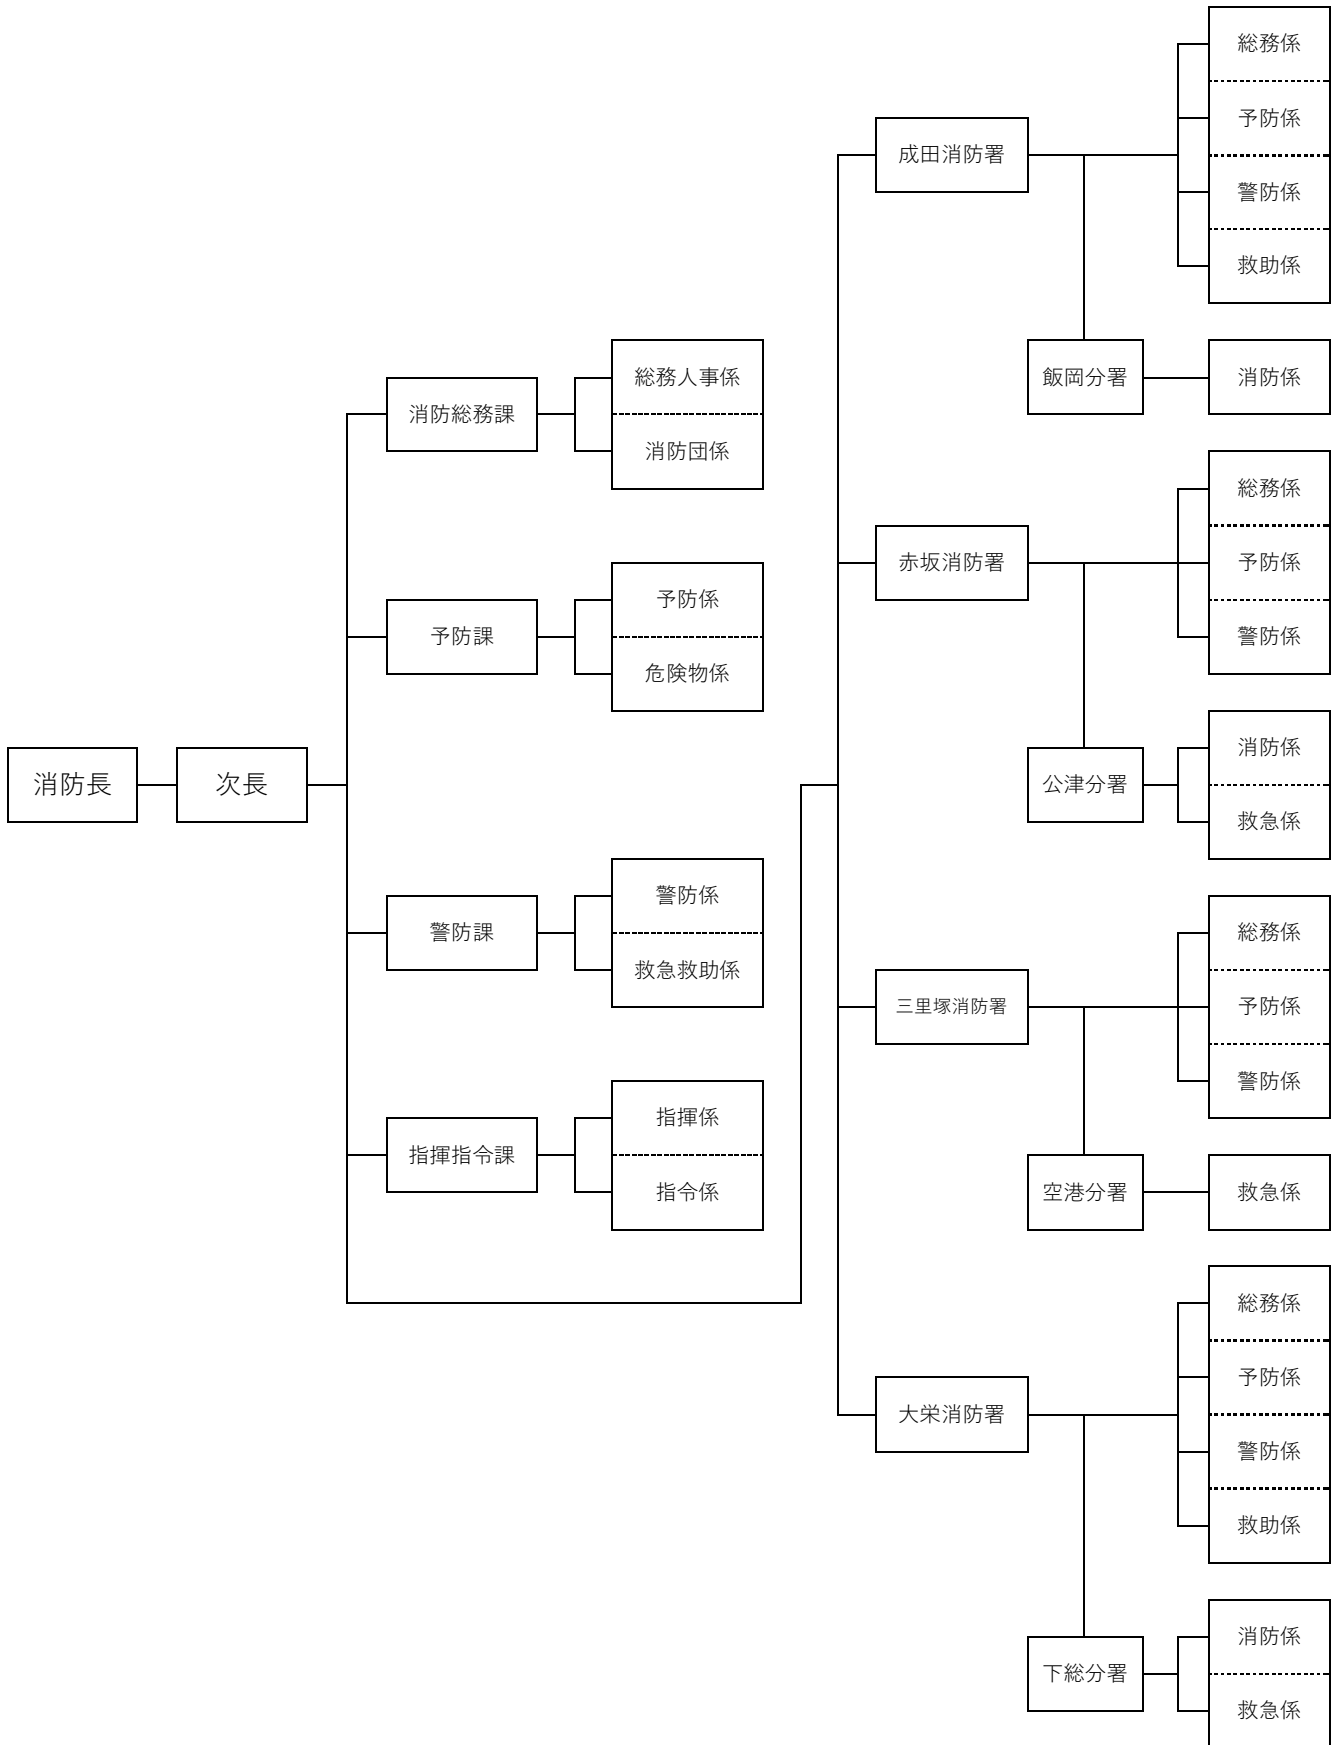 消防長
次長
消防総務課
総務人事係
消防団係
予防課
予防係
危険物係
警防課
警防係
救急救助係
指揮指令課
指揮係
指令係
成田消防署
総務係
予防係
警防係
救助係
飯岡分署
消防係
赤坂消防署
総務係
予防係
警防係
公津分署
消防係
救急係
三里塚消防署
総務係
予防係
警防係
空港分署
救急係
大栄消防署
総務係
予防係
警防係
救助係
下総分署
消防係
救急係